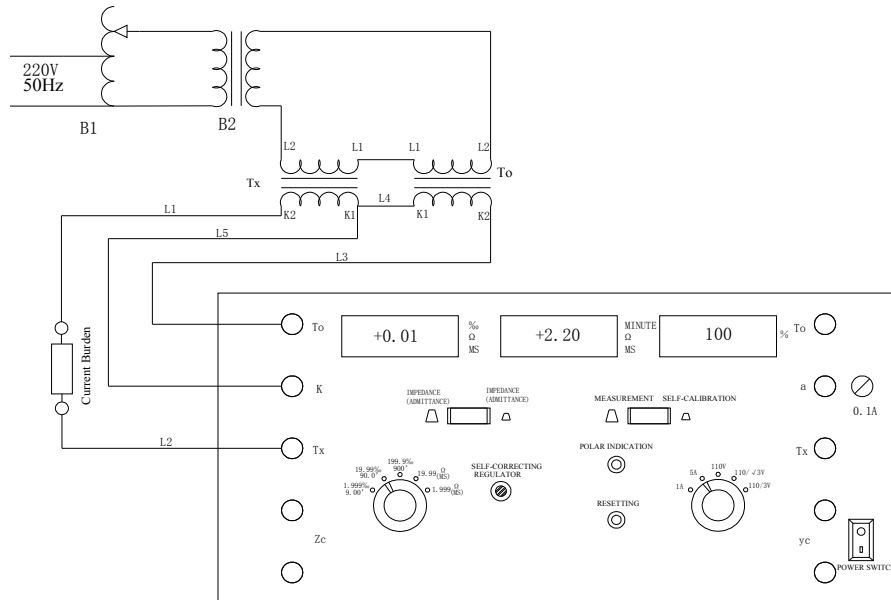 220V
50Hz
B1
B2
L2
L1
L1
L2
Tx
To
L4
K2
K1
K1
K2
L1
L5
L3
L2
Current Burden
To
K
Tx
Zc
+0.01
‰
Ω
MS
+2.20
MINUTE
Ω
MS
100
%
To
a
Tx
yc
0.1A
IMPEDANCE
(ADMITTANCE)
IMPEDANCE
(ADMITTANCE)
MEASUREMENT
SELF-CALIBRATION
POLAR INDICATION
SELF-CORRECTING
REGULATOR
RESETTING
1.999‰
9.00'
19.99‰
90.0'
199.9‰
900'
19.99Ω
(MS)
1.999Ω
(MS)
1A
5A
110V
110/√3V
110/3V
POWER SWITC